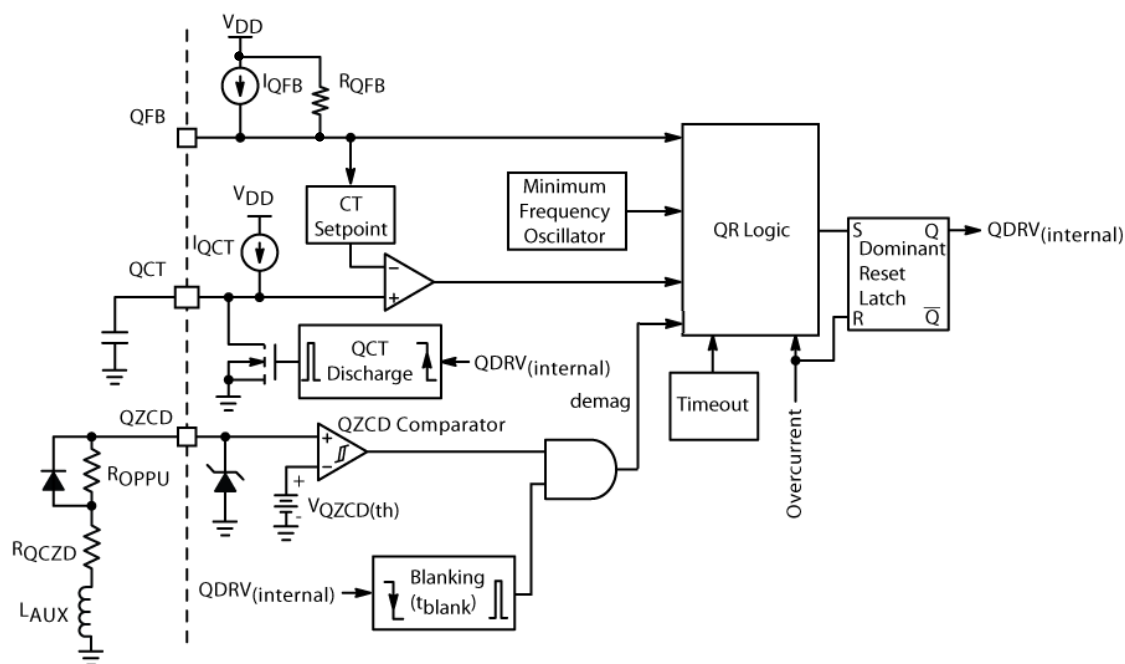 VDD
IQFB
RQFB
QFB
CT
Setpoint
Minimum
Frequency
Oscillator
QR Logic
S Q
Dominant
Reset
Latch
R Q̅
QDRV(internal)
VDD
IQCT
QCT
−
+
QCT
Discharge
QDRV(internal)
demag
Timeout
Overcurrent
QZCD
QZCD Comparator
+
−
ROPPU
+
VQZCD(th)
-
RQCZD
LAUX
QDRV(internal)
Blanking
(tblank)